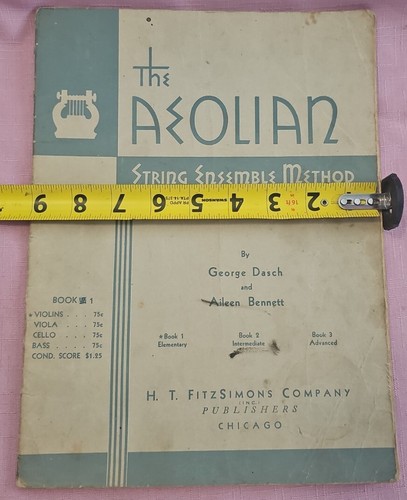 The
AEOLIAN
STRING ENSEMBLE METHOD
9 8 7 6 5 4 3 2
16 ft
By
George Dasch
and
Aileen Bennett
BOOK 1
* VIOLINS . . . 75c
VIOLA . . . . 75c
CELLO . . . . 75c
BASS . . . . 75c
COND. SCORE $1.25
* Book 1 Book 2 Book 3
Elementary Intermediate Advanced
H. T. FITZSIMONS COMPANY
(INC.)
PUBLISHERS
CHICAGO